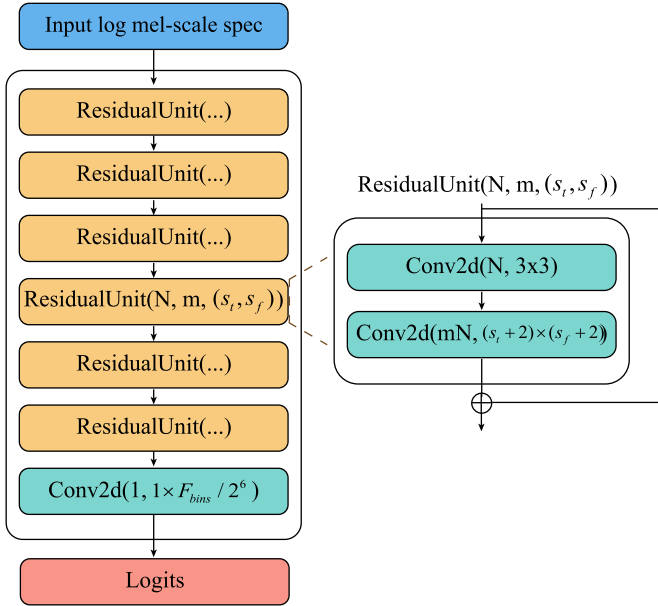 Input log mel-scale spec
ResidualUnit(...)
ResidualUnit(...)
ResidualUnit(...)
ResidualUnit(N, m, (s_t, s_f))
ResidualUnit(...)
ResidualUnit(...)
Conv2d(1, 1×F_bins / 2^6)
Logits
ResidualUnit(N, m, (s_t, s_f))
Conv2d(N, 3x3)
Conv2d(mN, (s_t+2)×(s_f+2))